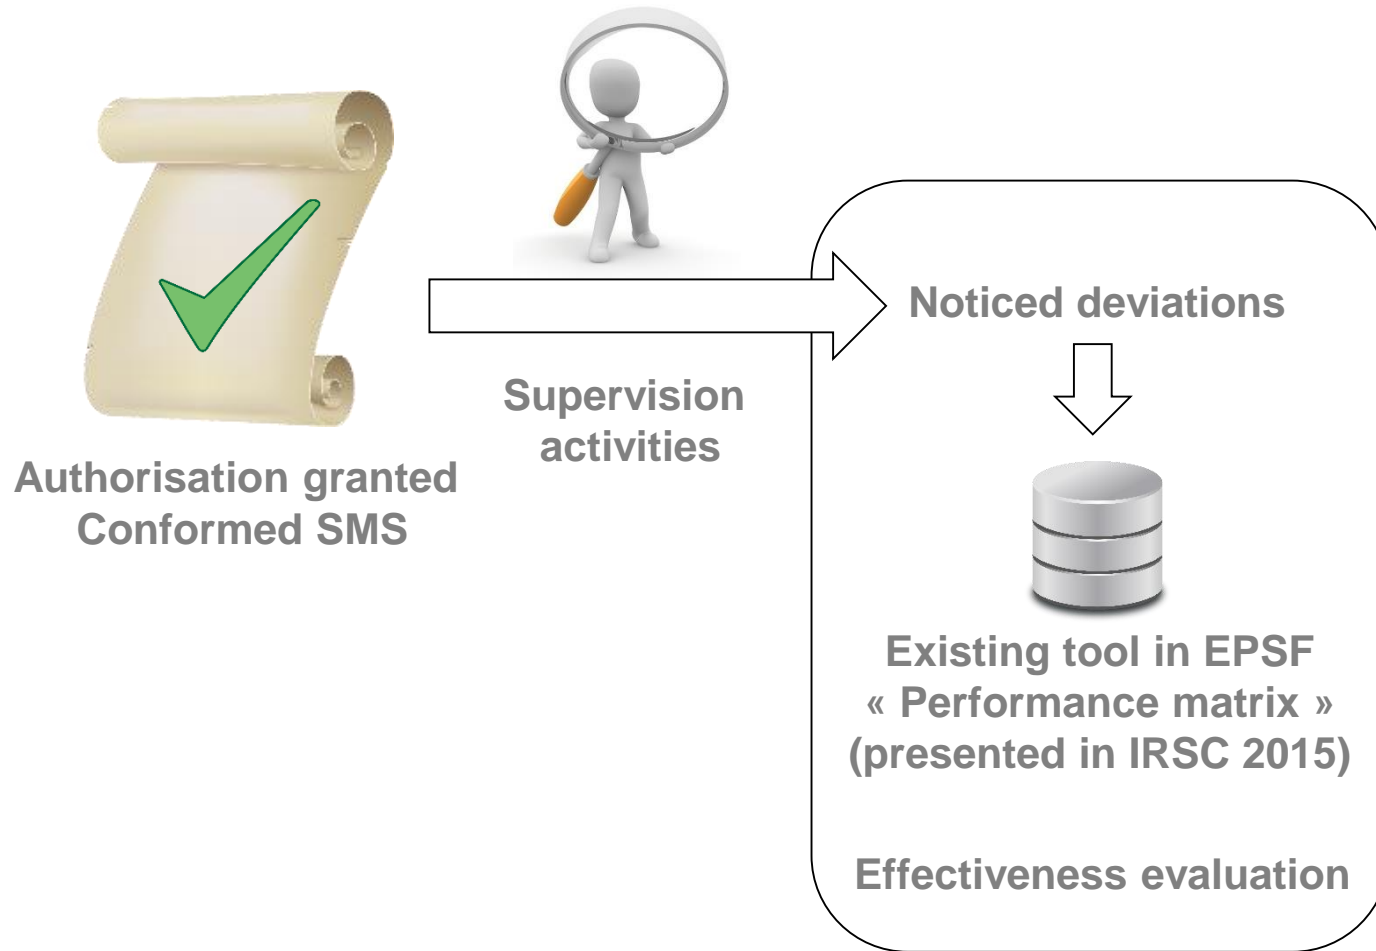 Authorisation granted
Conformed SMS
Supervision
activities
Noticed deviations
Existing tool in EPSF
« Performance matrix »
(presented in IRSC 2015)
Effectiveness evaluation